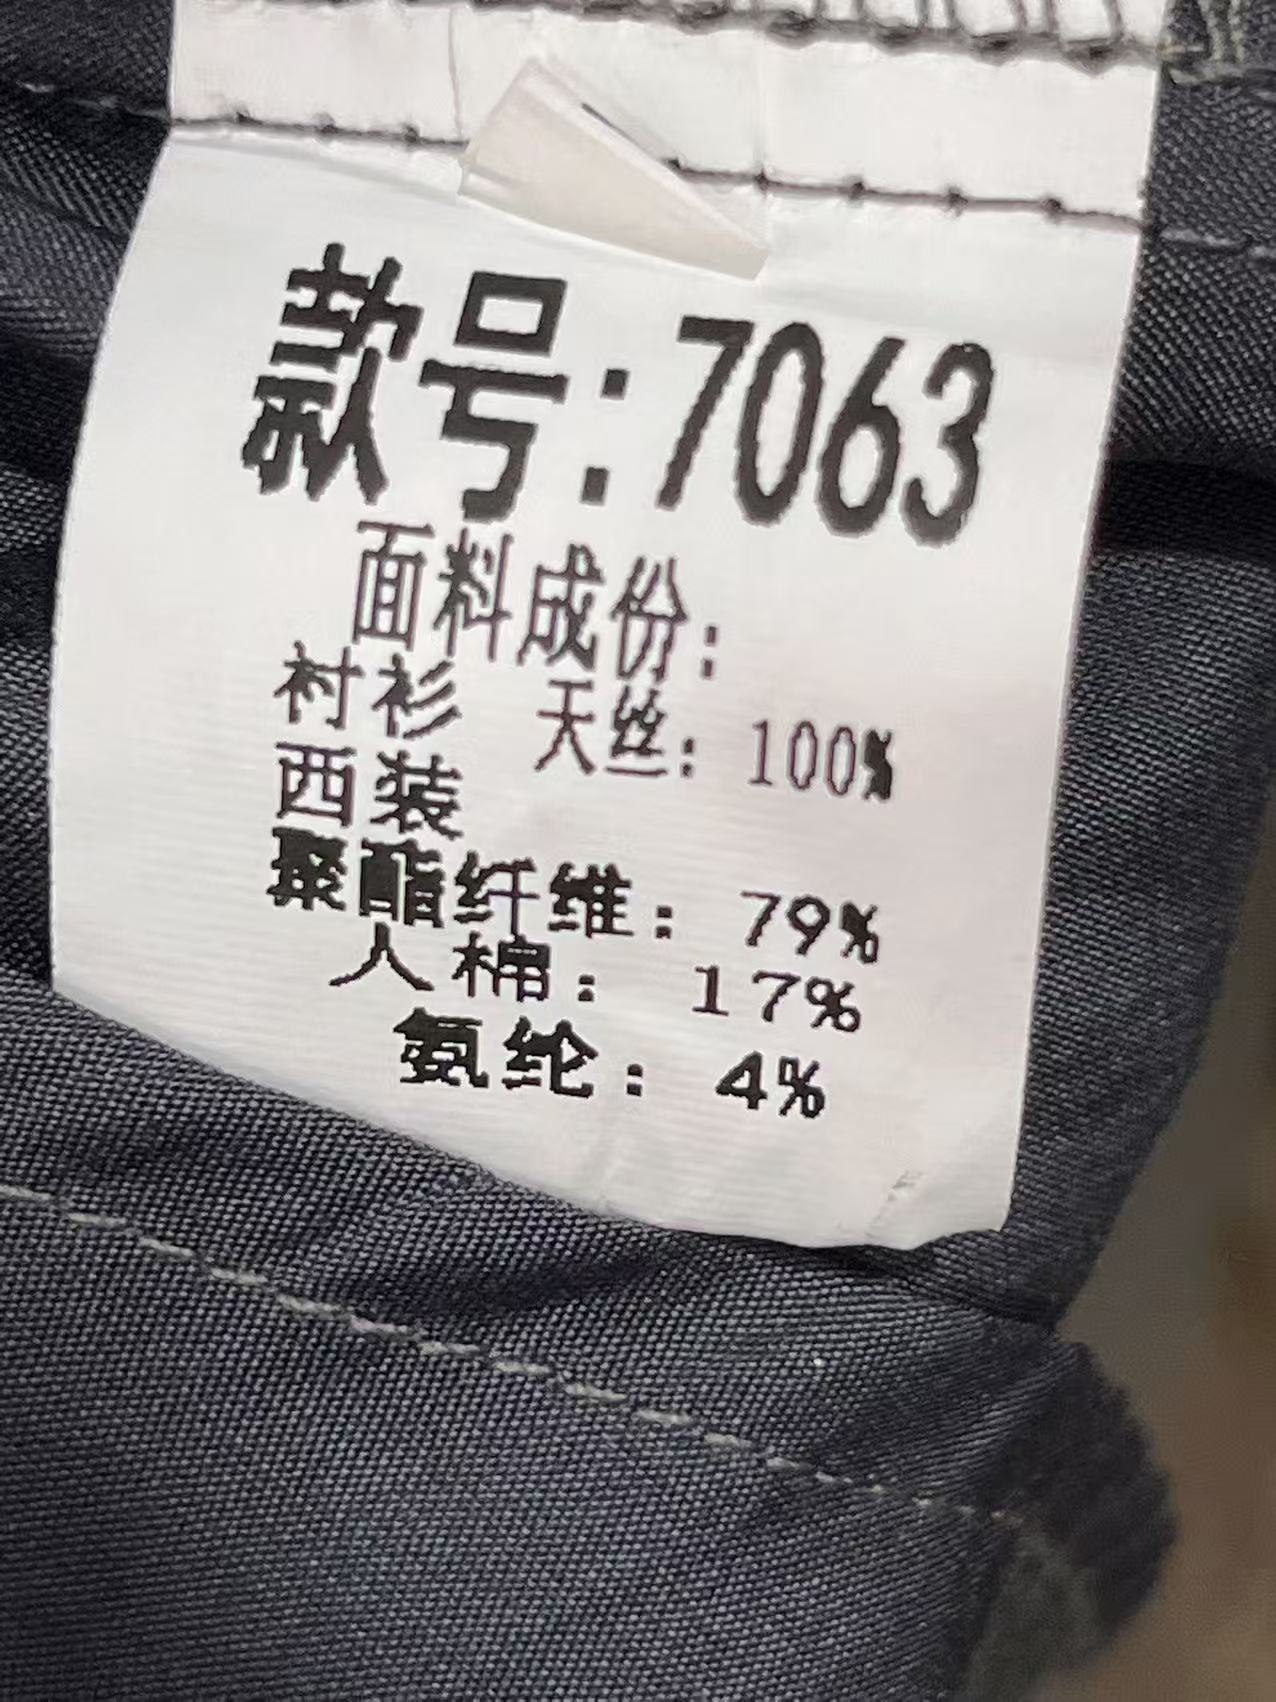 款号:7063
面料成份:
衬衫 天丝: 100%
西装
聚酯纤维: 79%
人棉: 17%
氨纶: 4%